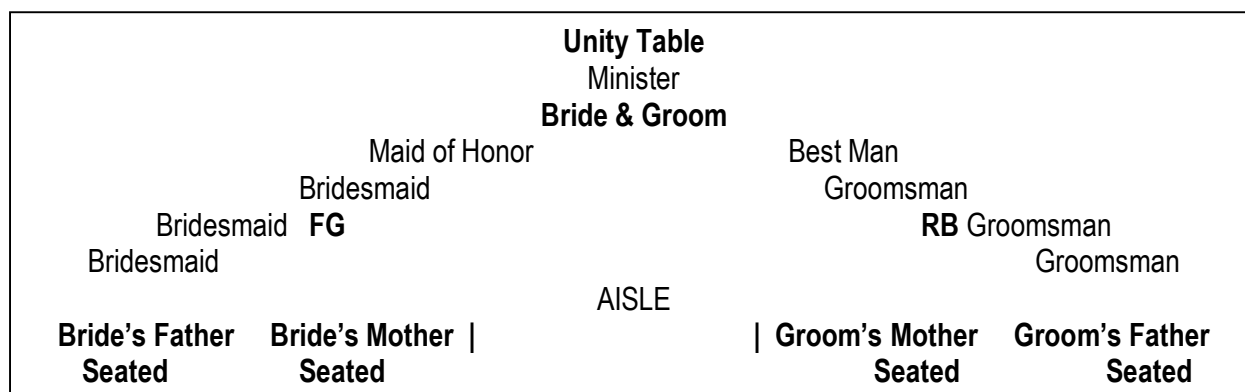 Unity Table
Minister
Bride & Groom
Maid of Honor Best Man
Bridesmaid Groomsman
Bridesmaid FG RB Groomsman
Bridesmaid Groomsman
AISLE
Bride’s Father Bride’s Mother | | Groom’s Mother Groom’s Father
Seated Seated Seated Seated